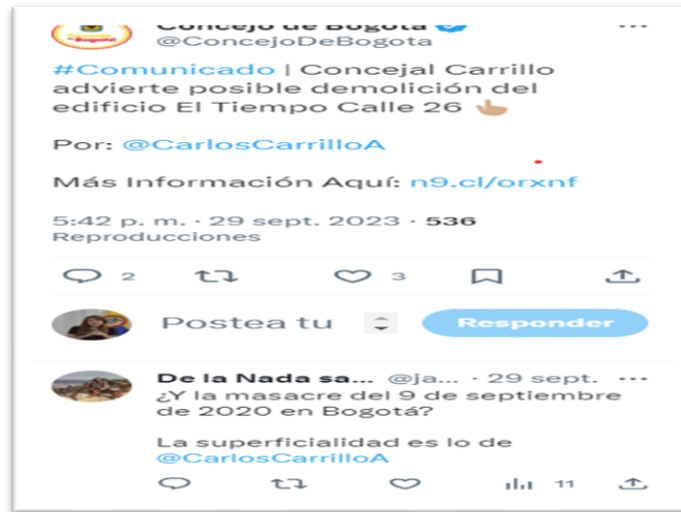 Concejo de Bogotá
@ConcejoDeBogota
#Comunicado | Concejal Carrillo
advierte posible demolición del
edificio El Tiempo Calle 26
Por: @CarlosCarrilloA
Más Información Aquí: n9.cl/orxnf
5:42 p. m. · 29 sept. 2023 · 536
Reproducciones
2 3
Postea tu Responder
De la Nada sa... @ja... · 29 sept.
¿Y la masacre del 9 de septiembre
de 2020 en Bogotá?
La superficialidad es lo de
@CarlosCarrilloA
11